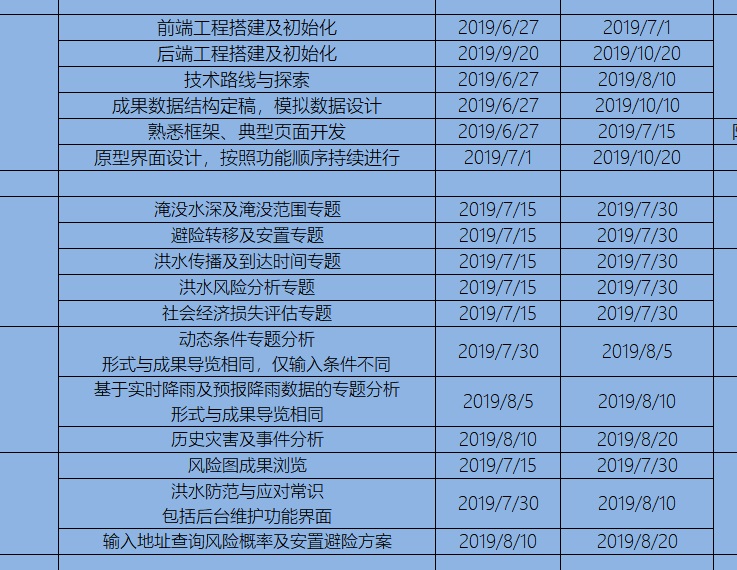 前端工程搭建及初始化 2019/6/27 2019/7/1
后端工程搭建及初始化 2019/9/20 2019/10/20
技术路线与探索 2019/6/27 2019/8/10
成果数据结构定稿，模拟数据设计 2019/6/27 2019/10/10
熟悉框架、典型页面开发 2019/6/27 2019/7/15
原型界面设计，按照功能顺序持续进行 2019/7/1 2019/10/20
淹没水深及淹没范围专题 2019/7/15 2019/7/30
避险转移及安置专题 2019/7/15 2019/7/30
洪水传播及到达时间专题 2019/7/15 2019/7/30
洪水风险分析专题 2019/7/15 2019/7/30
社会经济损失评估专题 2019/7/15 2019/7/30
动态条件专题分析
形式与成果导览相同，仅输入条件不同 2019/7/30 2019/8/5
基于实时降雨及预报降雨数据的专题分析
形式与成果导览相同 2019/8/5 2019/8/10
历史灾害及事件分析 2019/8/10 2019/8/20
风险图成果浏览 2019/7/15 2019/7/30
洪水防范与应对常识
包括后台维护功能界面 2019/7/30 2019/8/10
输入地址查询风险概率及安置避险方案 2019/8/10 2019/8/20